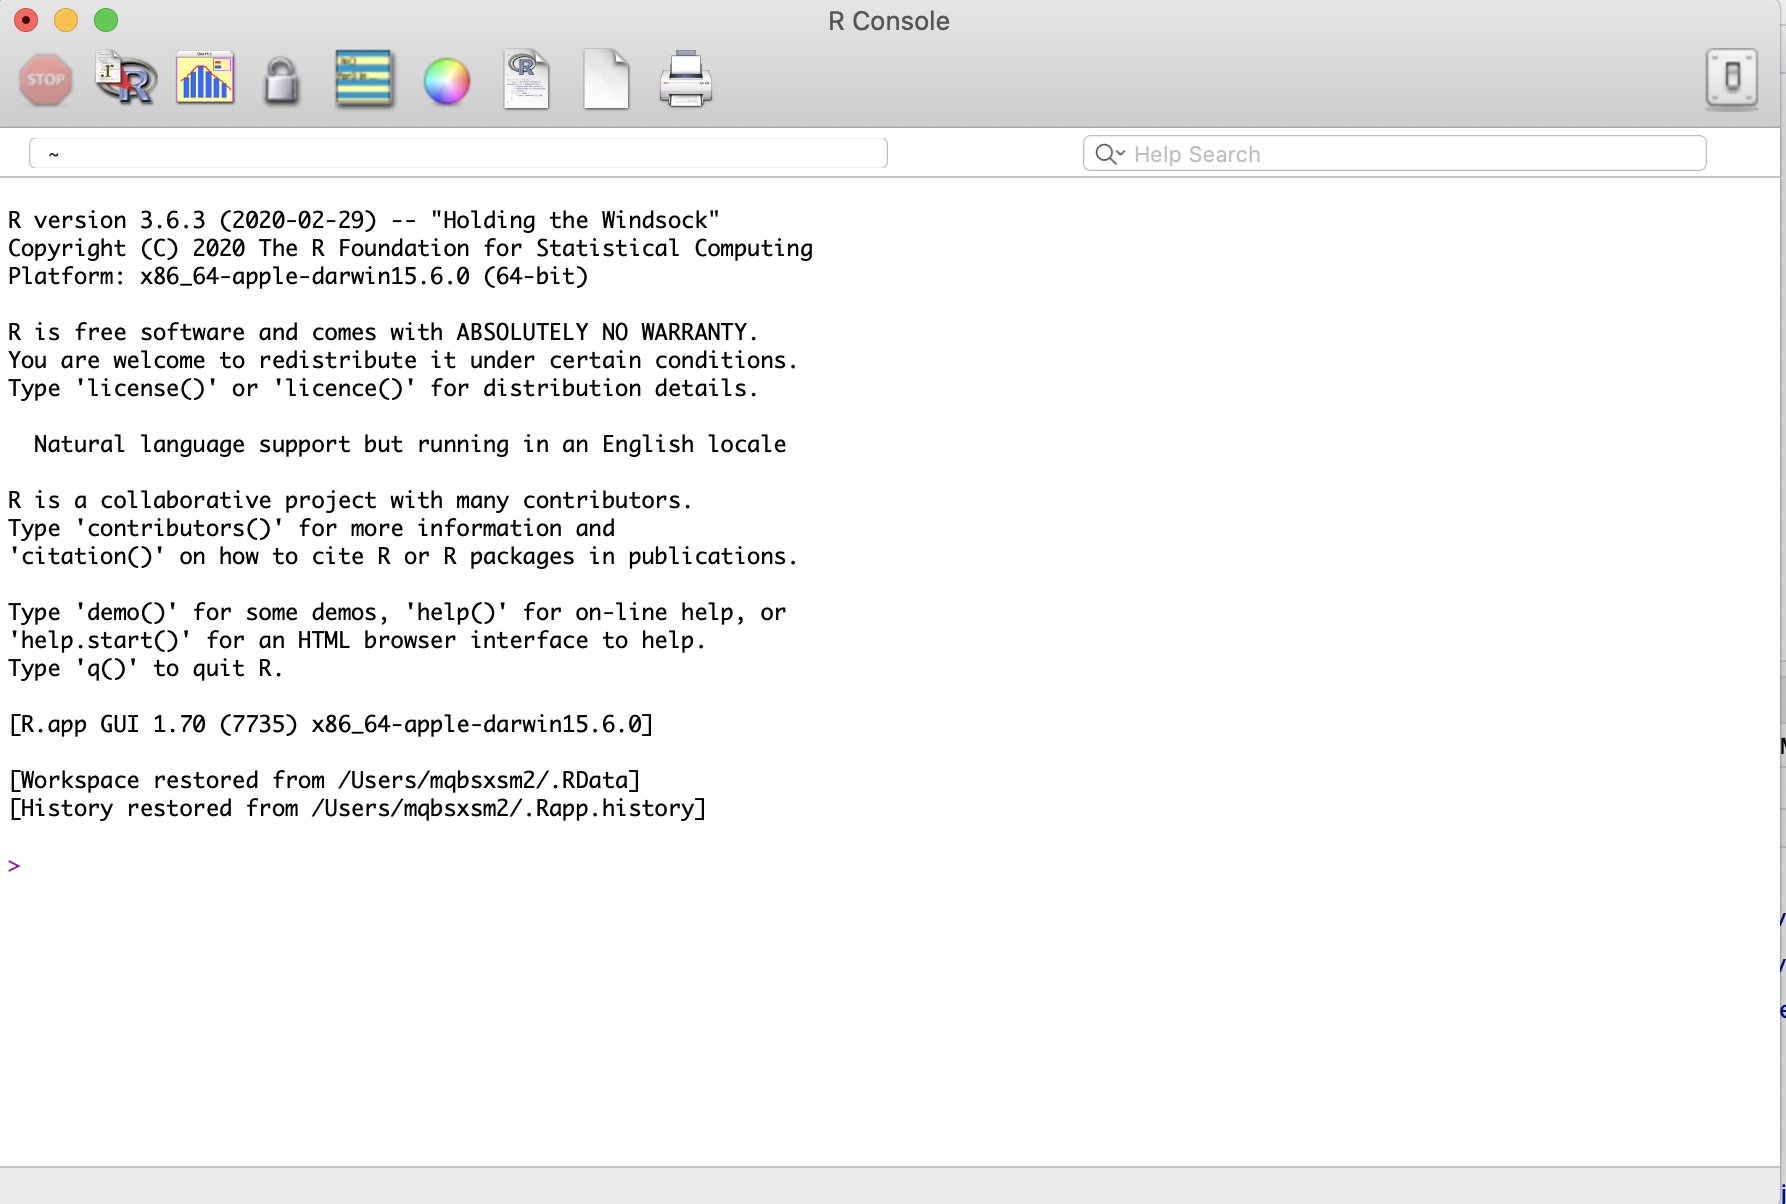 R Console
STOP
~
Help Search
R version 3.6.3 (2020-02-29) -- "Holding the Windsock"
Copyright (C) 2020 The R Foundation for Statistical Computing
Platform: x86_64-apple-darwin15.6.0 (64-bit)
R is free software and comes with ABSOLUTELY NO WARRANTY.
You are welcome to redistribute it under certain conditions.
Type 'license()' or 'licence()' for distribution details.
Natural language support but running in an English locale
R is a collaborative project with many contributors.
Type 'contributors()' for more information and
'citation()' on how to cite R or R packages in publications.
Type 'demo()' for some demos, 'help()' for on-line help, or
'help.start()' for an HTML browser interface to help.
Type 'q()' to quit R.
[R.app GUI 1.70 (7735) x86_64-apple-darwin15.6.0]
[Workspace restored from /Users/mqbsxsm2/.RData]
[History restored from /Users/mqbsxsm2/.Rapp.history]
>